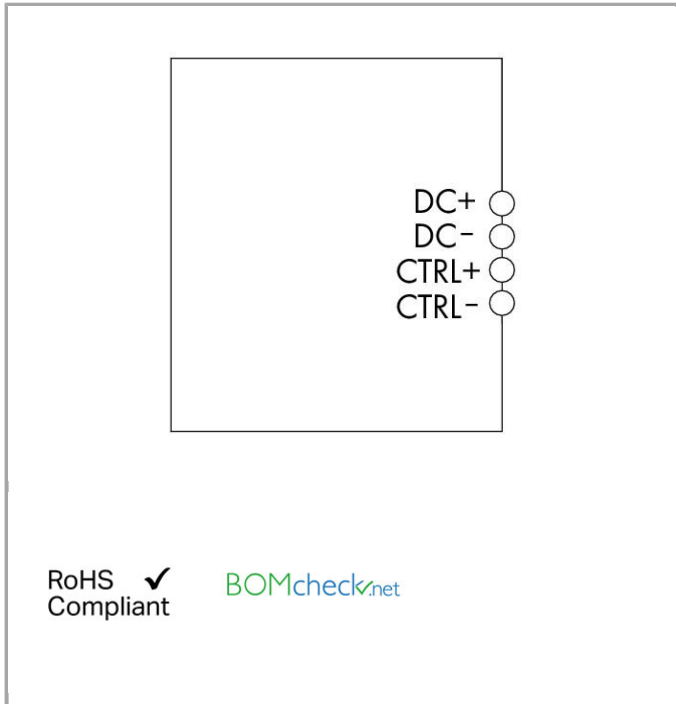 DC+
DC-
CTRL+
CTRL-
RoHS ✓
Compliant
BOMcheck.net